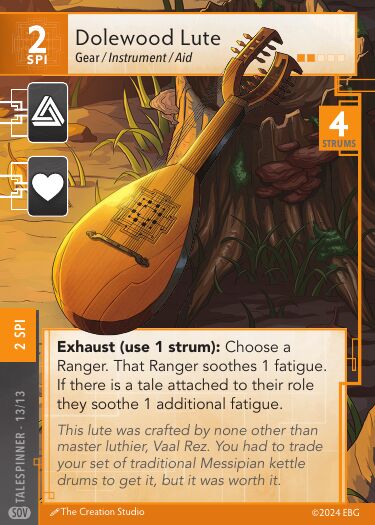 2
SPI
Dolewood Lute
Gear / Instrument / Aid
4
STRUMS
2 SPI
Exhaust (use 1 strum): Choose a
Ranger. That Ranger soothes 1 fatigue.
If there is a tale attached to their role
they soothe 1 additional fatigue.
This lute was crafted by none other than
master luthier, Vaal Rez. You had to trade
your set of traditional Messipian kettle
drums to get it, but it was worth it.
TALESPINNER - 13/13
SOV
The Creation Studio
©2024 EBG